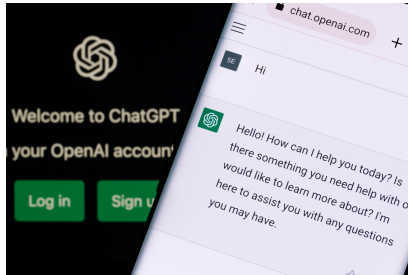 Welcome to ChatGPT
your OpenAI account
Log in
Sign
chat.openai.com
SE
Hi
Hello! How can I help you today? Is
there something you need help with o
would like to learn more about? I'm
here to assist you with any questions
you may have.